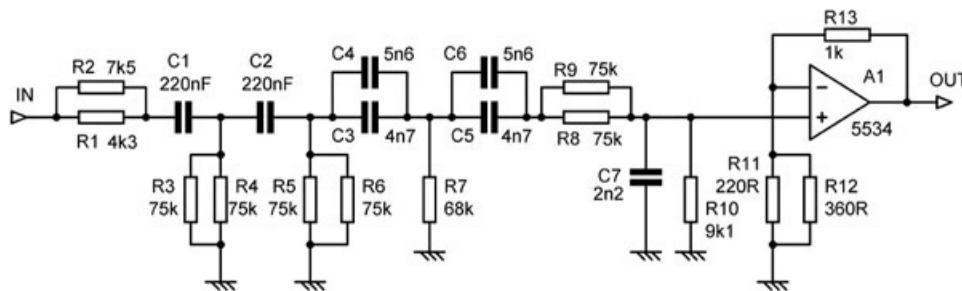 IN
R2 7k5
R1 4k3
C1
220nF
C2
220nF
C4 5n6
C3 4n7
C6 5n6
C5 4n7
R9 75k
R8 75k
R13
1k
A1
5534
OUT
R3
75k
R4
75k
R5
75k
R6
75k
R7
68k
C7
2n2
R10
9k1
R11
220R
R12
360R
−
+